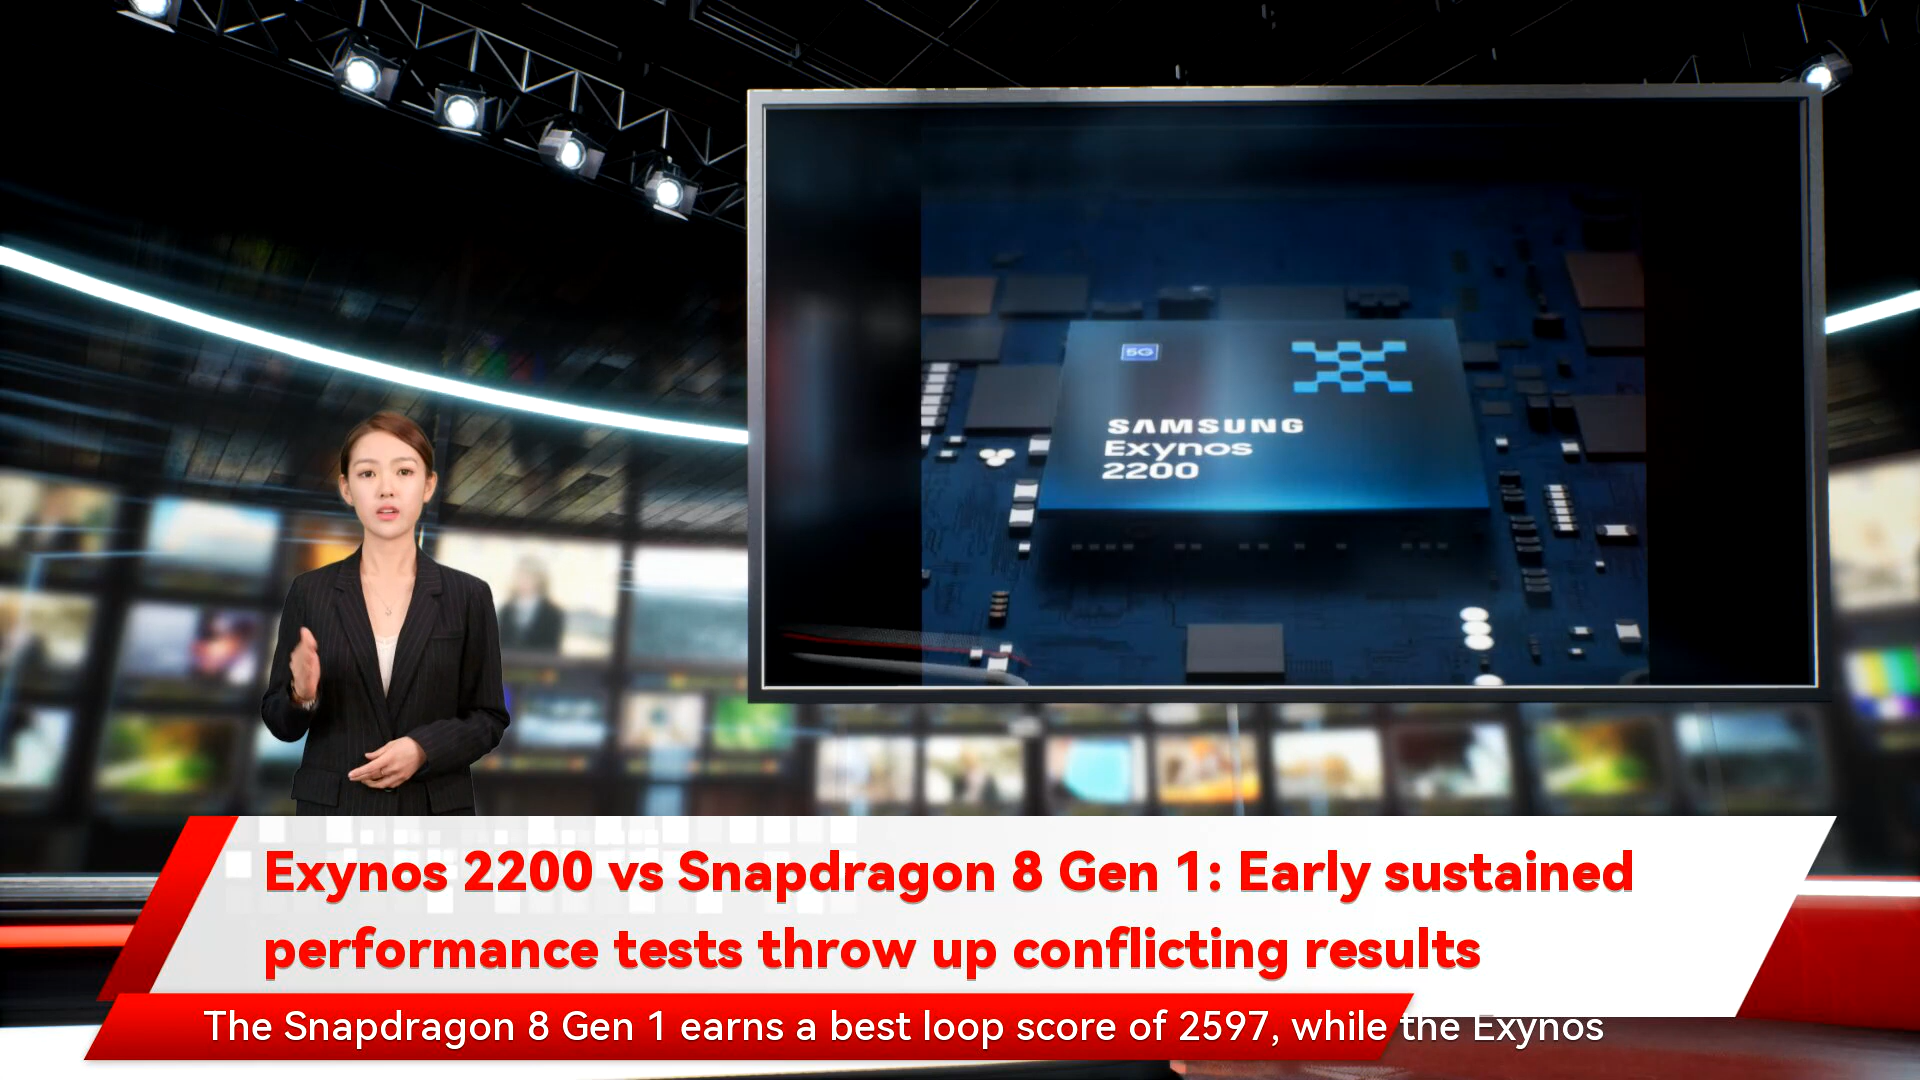 5G
SAMSUNG
Exynos
2200
Exynos 2200 vs Snapdragon 8 Gen 1: Early sustained
performance tests throw up conflicting results
The Snapdragon 8 Gen 1 earns a best loop score of 2597, while the Exynos